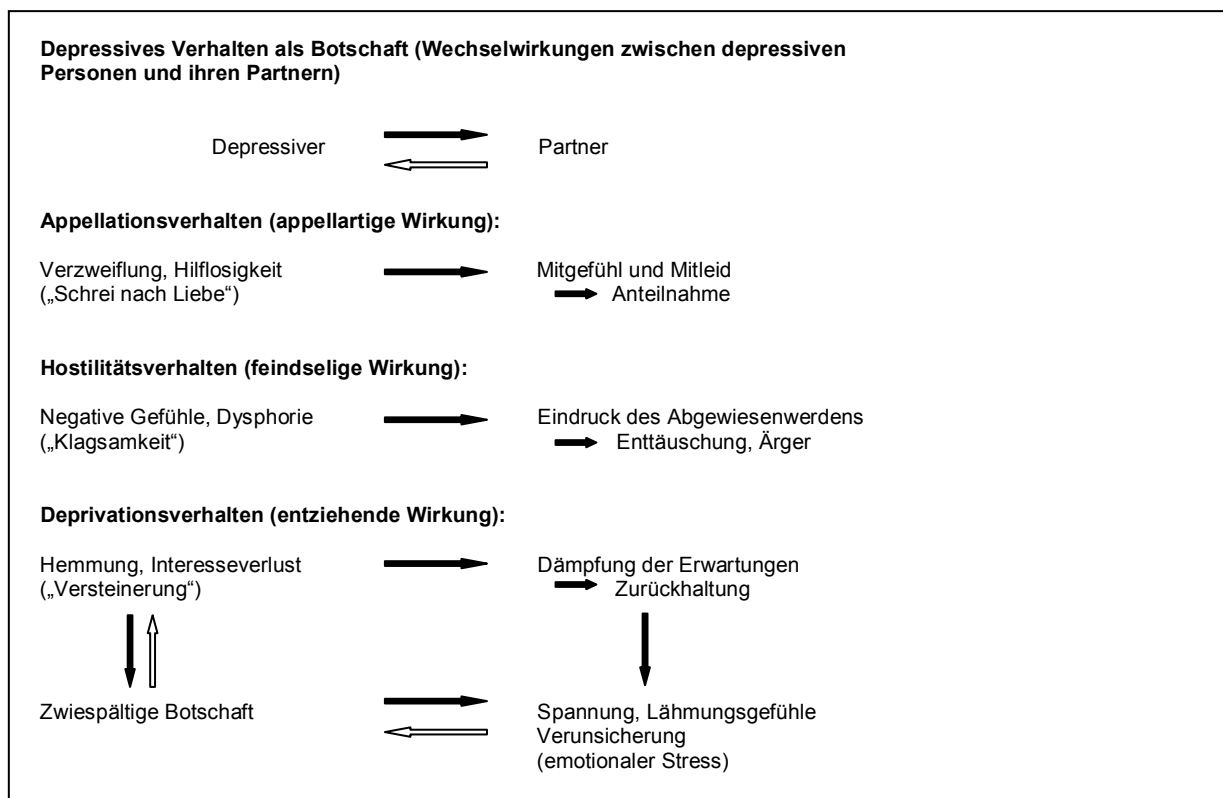 Depressives Verhalten als Botschaft (Wechselwirkungen zwischen depressiven
Personen und ihren Partnern)
Depressiver Partner
Appellationsverhalten (appellartige Wirkung):
Verzweiflung, Hilflosigkeit Mitgefühl und Mitleid
(„Schrei nach Liebe“) Anteilnahme
Hostilitätsverhalten (feindselige Wirkung):
Negative Gefühle, Dysphorie Eindruck des Abgewiesenwerdens
(„Klagsamkeit“) Enttäuschung, Ärger
Deprivationsverhalten (entziehende Wirkung):
Hemmung, Interesseverlust Dämpfung der Erwartungen
(„Versteinerung“) Zurückhaltung
Zwiespältige Botschaft Spannung, Lähmungsgefühle
Verunsicherung
(emotionaler Stress)